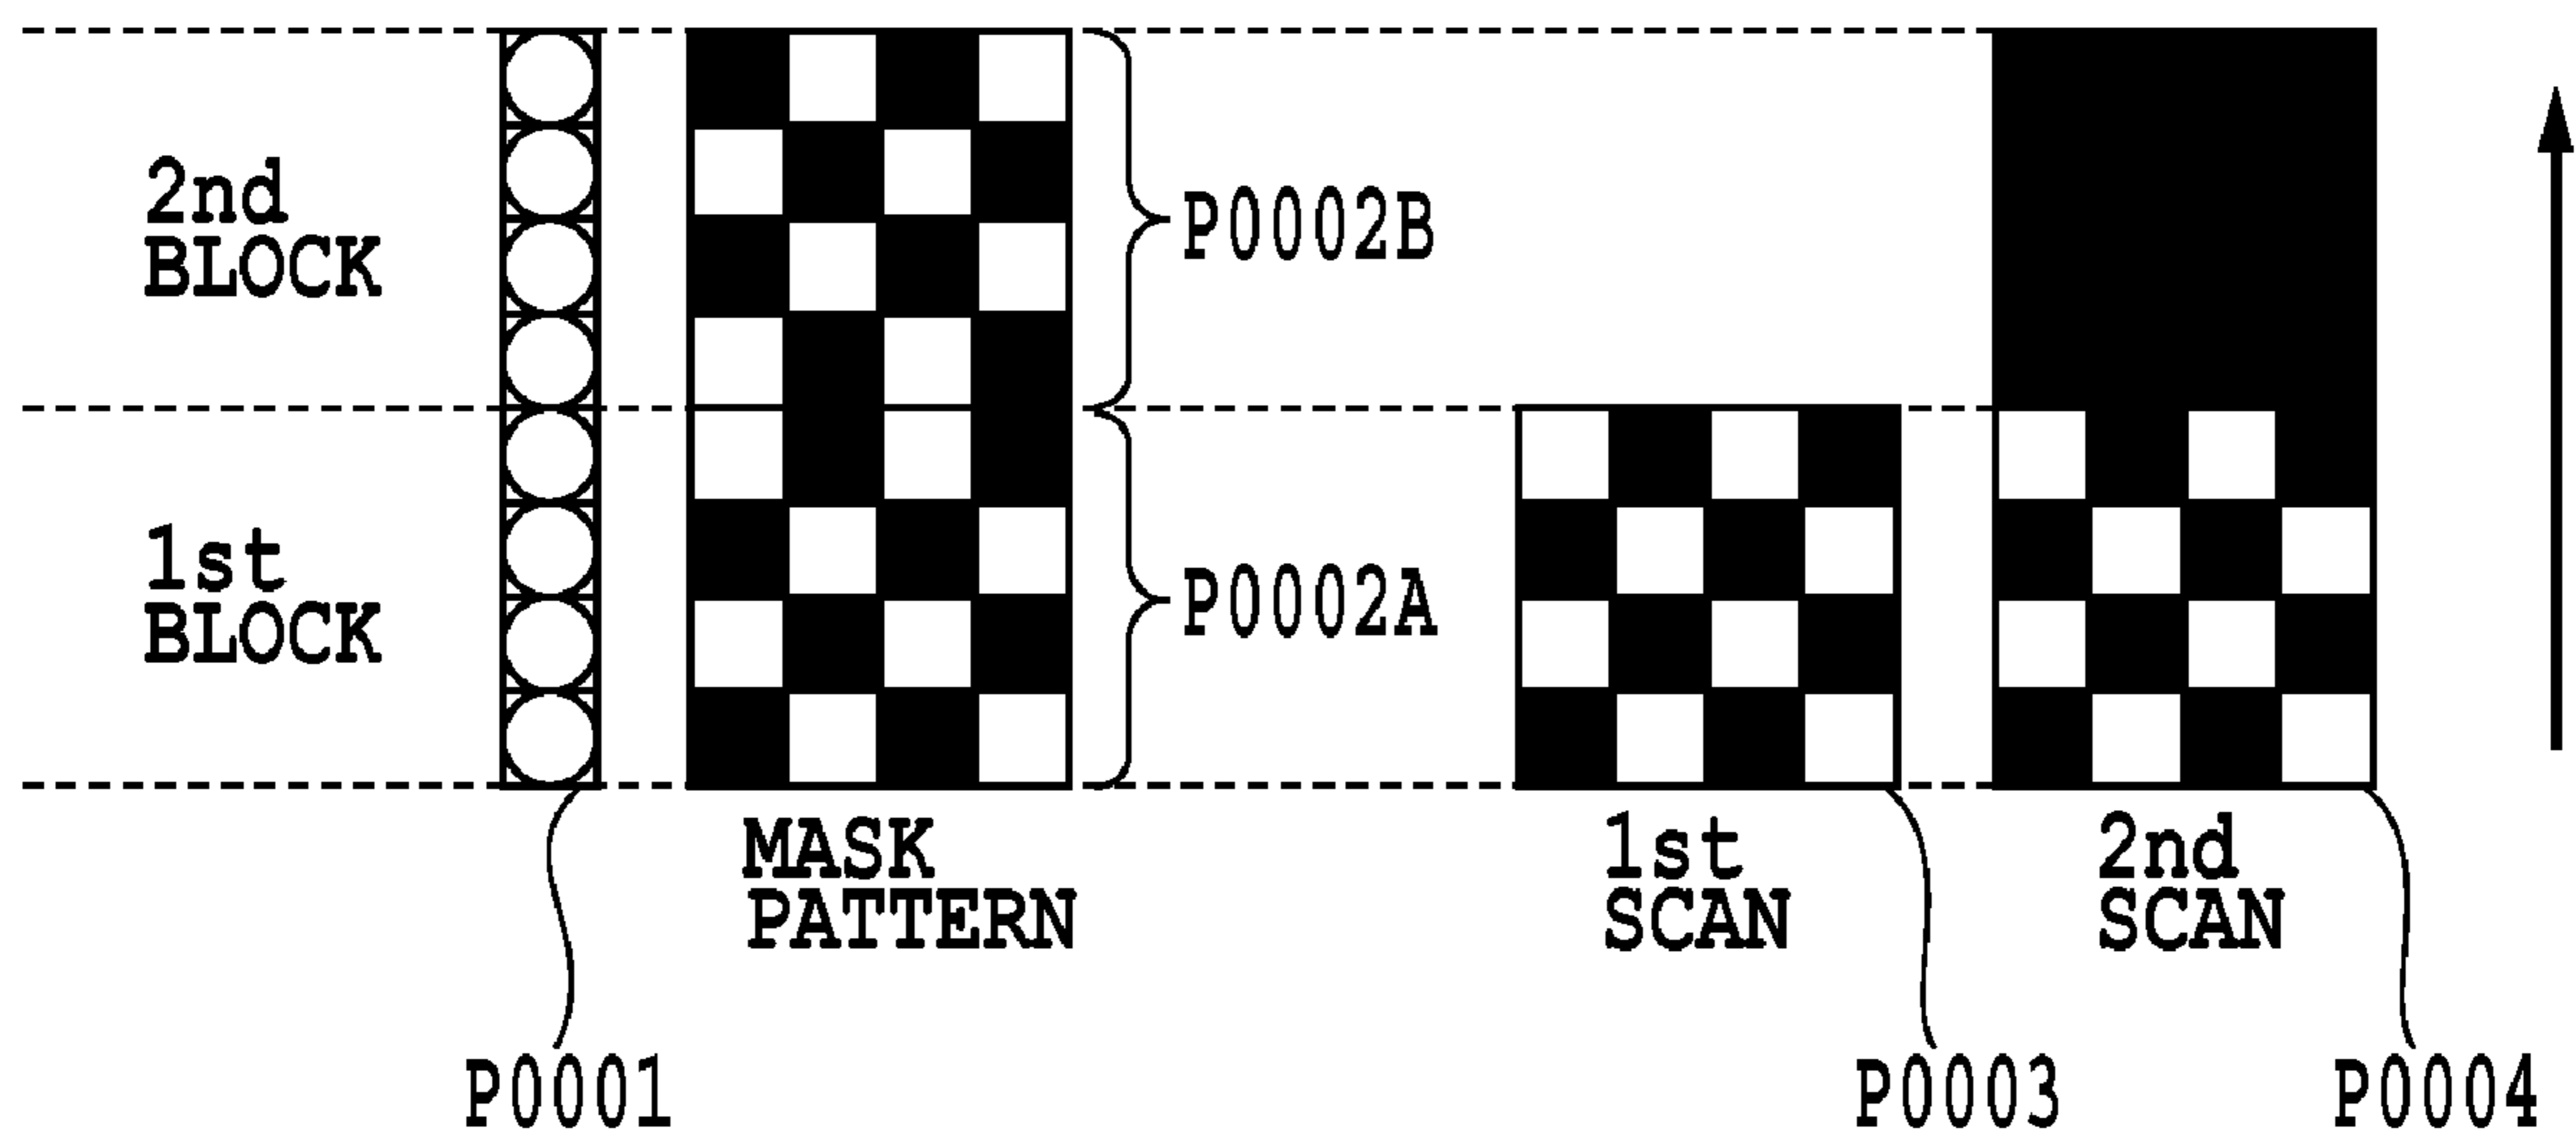 2nd
BLOCK
P0002B
1st
BLOCK
P0002A
MASK
PATTERN
1st
SCAN
2nd
SCAN
P0001
P0003
P0004